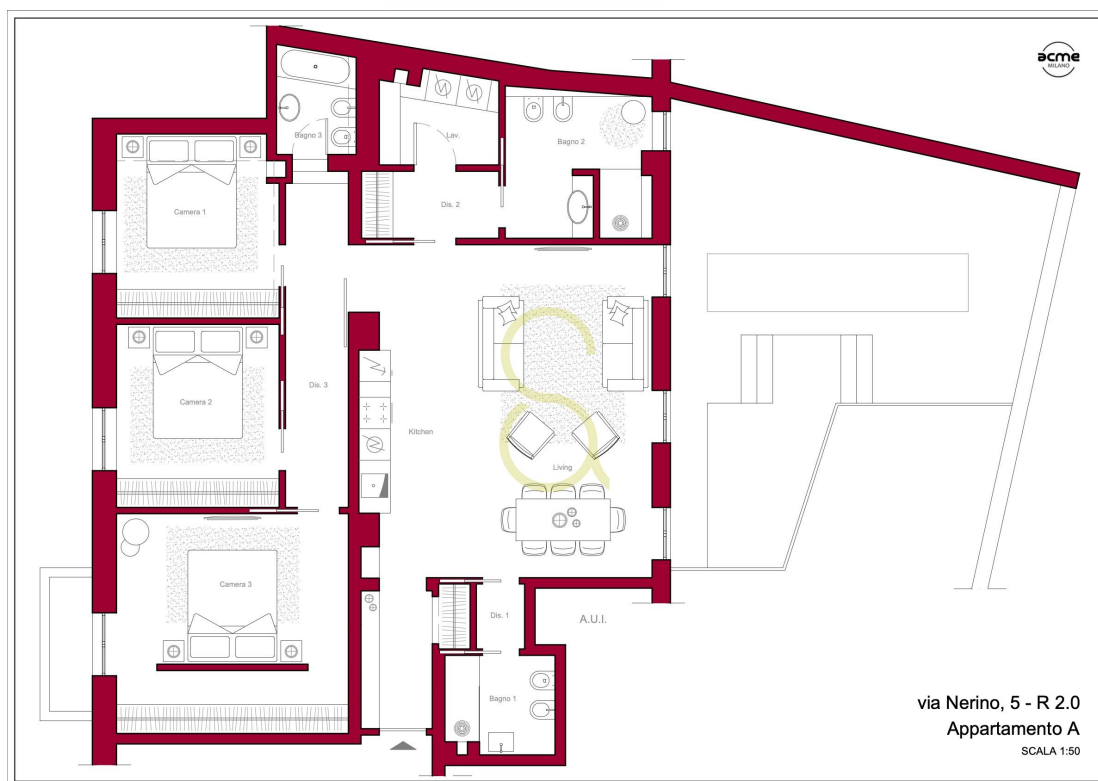 acme
MILANO
Bagno 3
Lav.
Bagno 2
Camera 1
Dis. 2
Camera 2
Dis. 3
Kitchen
Living
Camera 3
Dis. 1
A.U.I.
Bagno 1
via Nerino, 5 - R 2.0
Appartamento A
SCALA 1:50